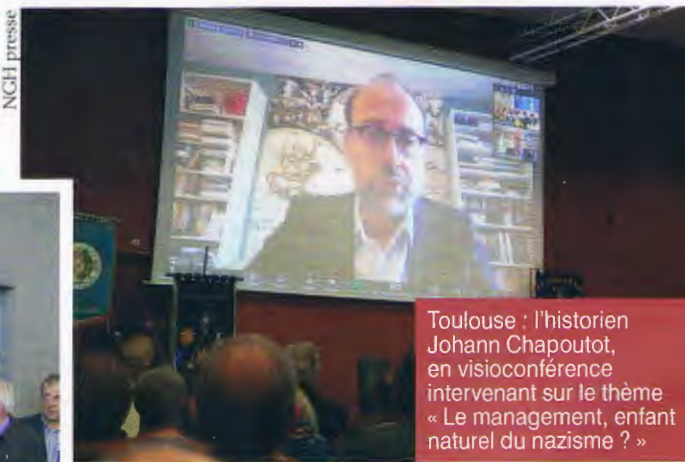 NGH presse
Toulouse : l'historien
Johann Chapoutot,
en visioconférence
intervenant sur le thème
« Le management, enfant
naturel du nazisme ? »